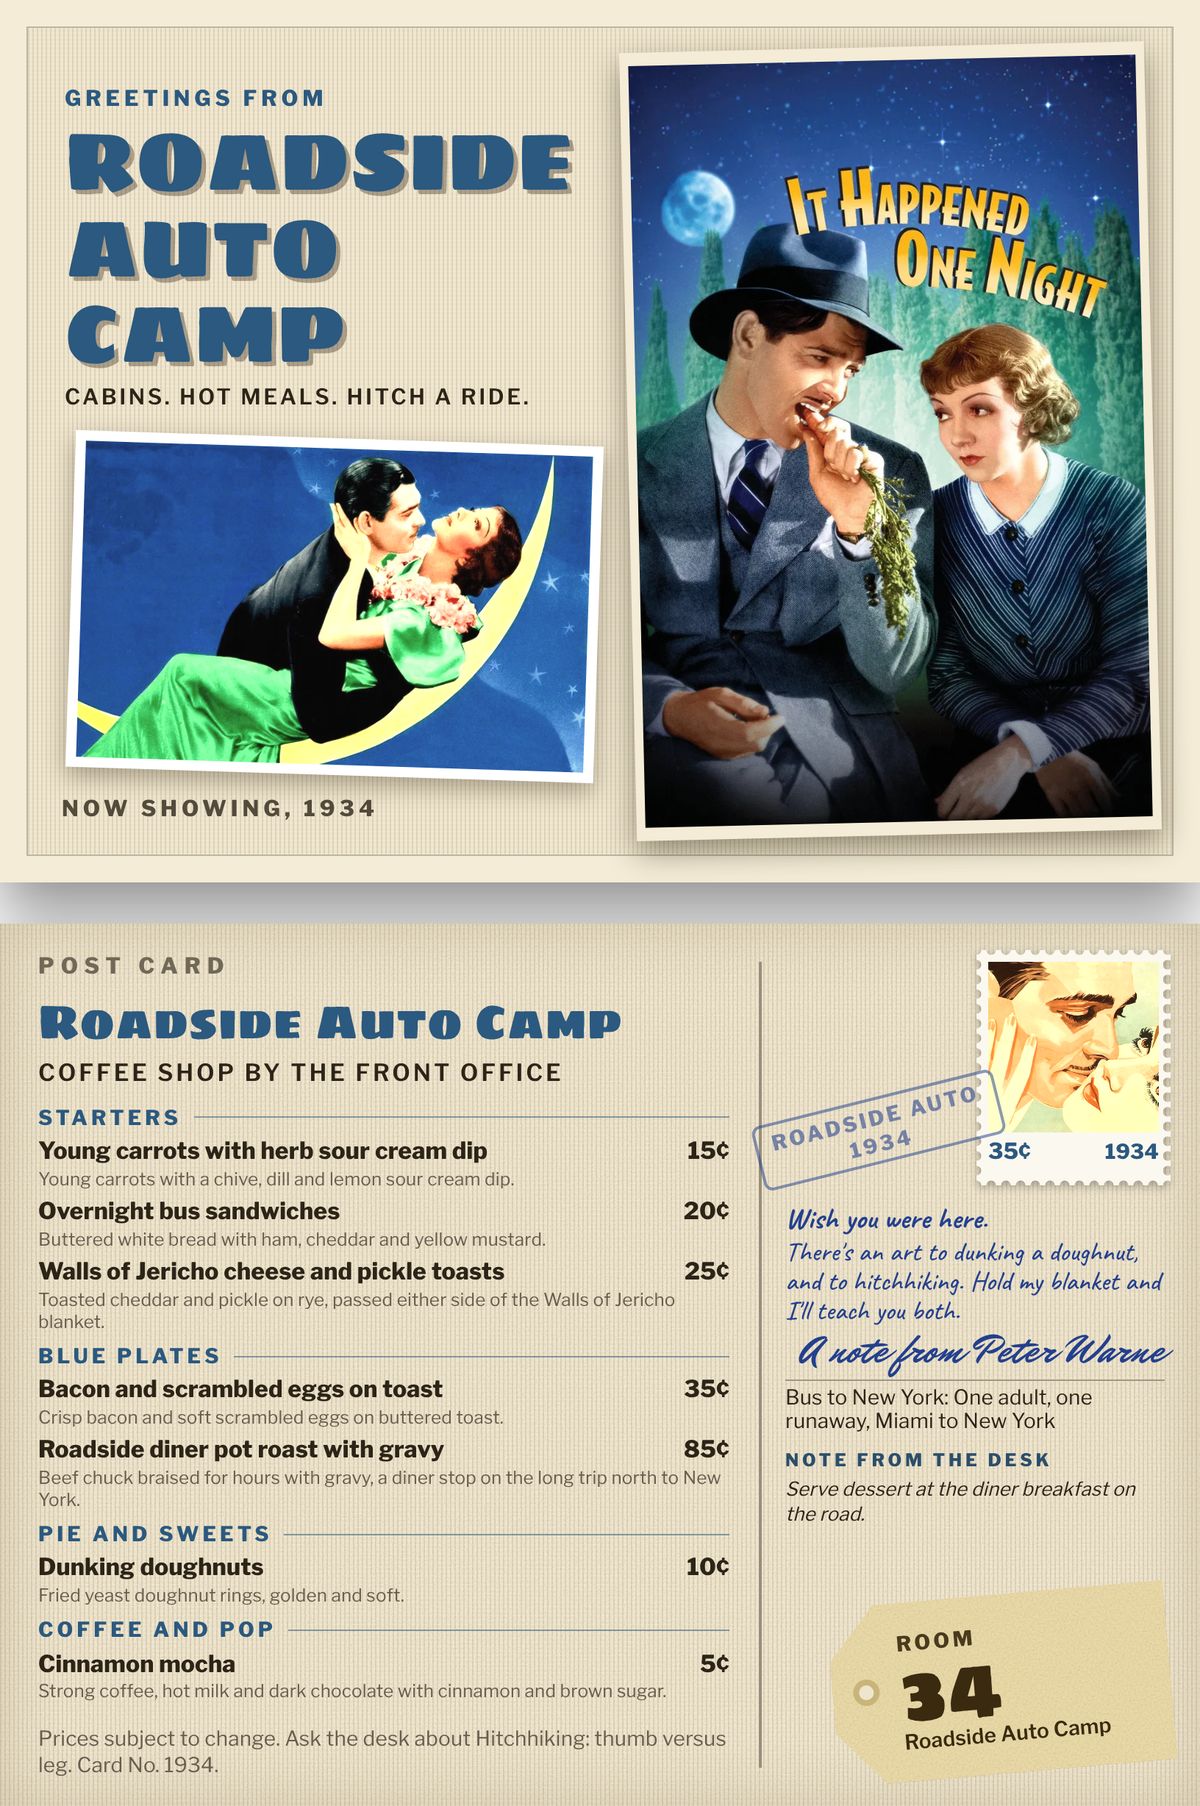 GREETINGS FROM
ROADSIDE
AUTO
CAMP
CABINS. HOT MEALS. HITCH A RIDE.
NOW SHOWING, 1934
IT HAPPENED
ONE NIGHT
POST CARD
ROADSIDE AUTO CAMP
COFFEE SHOP BY THE FRONT OFFICE
STARTERS
Young carrots with herb sour cream dip 15¢
Young carrots with a chive, dill and lemon sour cream dip.
Overnight bus sandwiches 20¢
Buttered white bread with ham, cheddar and yellow mustard.
Walls of Jericho cheese and pickle toasts 25¢
Toasted cheddar and pickle on rye, passed either side of the Walls of Jericho
blanket.
BLUE PLATES
Bacon and scrambled eggs on toast 35¢
Crisp bacon and soft scrambled eggs on buttered toast.
Roadside diner pot roast with gravy 85¢
Beef chuck braised for hours with gravy, a diner stop on the long trip north to New
York.
PIE AND SWEETS
Dunking doughnuts 10¢
Fried yeast doughnut rings, golden and soft.
COFFEE AND POP
Cinnamon mocha 5¢
Strong coffee, hot milk and dark chocolate with cinnamon and brown sugar.
Prices subject to change. Ask the desk about Hitchhiking: thumb versus
leg. Card No. 1934.
ROADSIDE AUTO
1934
35¢ 1934
Wish you were here.
There's an art to dunking a doughnut,
and to hitchhiking. Hold my blanket and
I'll teach you both.
A note from Peter Warne
Bus to New York: One adult, one
runaway, Miami to New York
NOTE FROM THE DESK
Serve dessert at the diner breakfast on
the road.
ROOM
34
Roadside Auto Camp